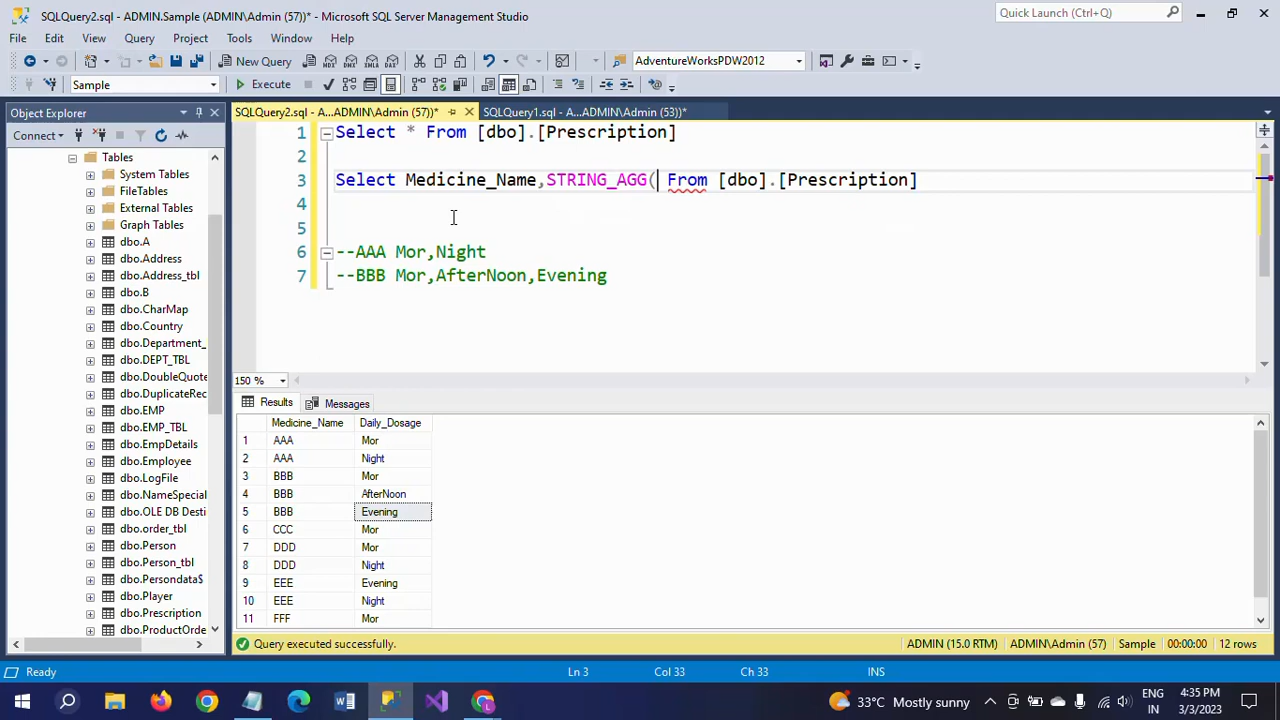 SQLQuery2.sql - ADMIN.Sample (ADMIN\Admin (57))* - Microsoft SQL Server Management Studio
Quick Launch (Ctrl+Q)
File Edit View Query Project Tools Window Help
New Query AdventureWorksPDW2012
Sample Execute
Object Explorer
SQLQuery2.sql - A...ADMIN\Admin (57))* SQLQuery1.sql - A...ADMIN\Admin (53))*
Connect
Tables
System Tables
FileTables
External Tables
Graph Tables
dbo.A
dbo.Address
dbo.Address_tbl
dbo.B
dbo.CharMap
dbo.Country
dbo.Department_
dbo.DEPT_TBL
dbo.DoubleQuote
dbo.DuplicateRec
dbo.EMP
dbo.EMP_TBL
dbo.EmpDetails
dbo.Employee
dbo.LogFile
dbo.NameSpecial
dbo.OLE DB Desti
dbo.order_tbl
dbo.Person
dbo.Person_tbl
dbo.Persondata$
dbo.Player
dbo.Prescription
dbo.ProductOrde
1 Select * From [dbo].[Prescription]
2
3 Select Medicine_Name,STRING_AGG( From [dbo].[Prescription]
4
5
6 --AAA Mor,Night
7 --BBB Mor,AfterNoon,Evening
150 %
Results Messages
Medicine_Name Daily_Dosage
1 AAA Mor
2 AAA Night
3 BBB Mor
4 BBB AfterNoon
5 BBB Evening
6 CCC Mor
7 DDD Mor
8 DDD Night
9 EEE Evening
10 EEE Night
11 FFF Mor
Query executed successfully. ADMIN (15.0 RTM) ADMIN\Admin (57) Sample 00:00:00 12 rows
Ready Ln 3 Col 33 Ch 33 INS
33°C Mostly sunny
ENG
IN
4:35 PM
3/3/2023